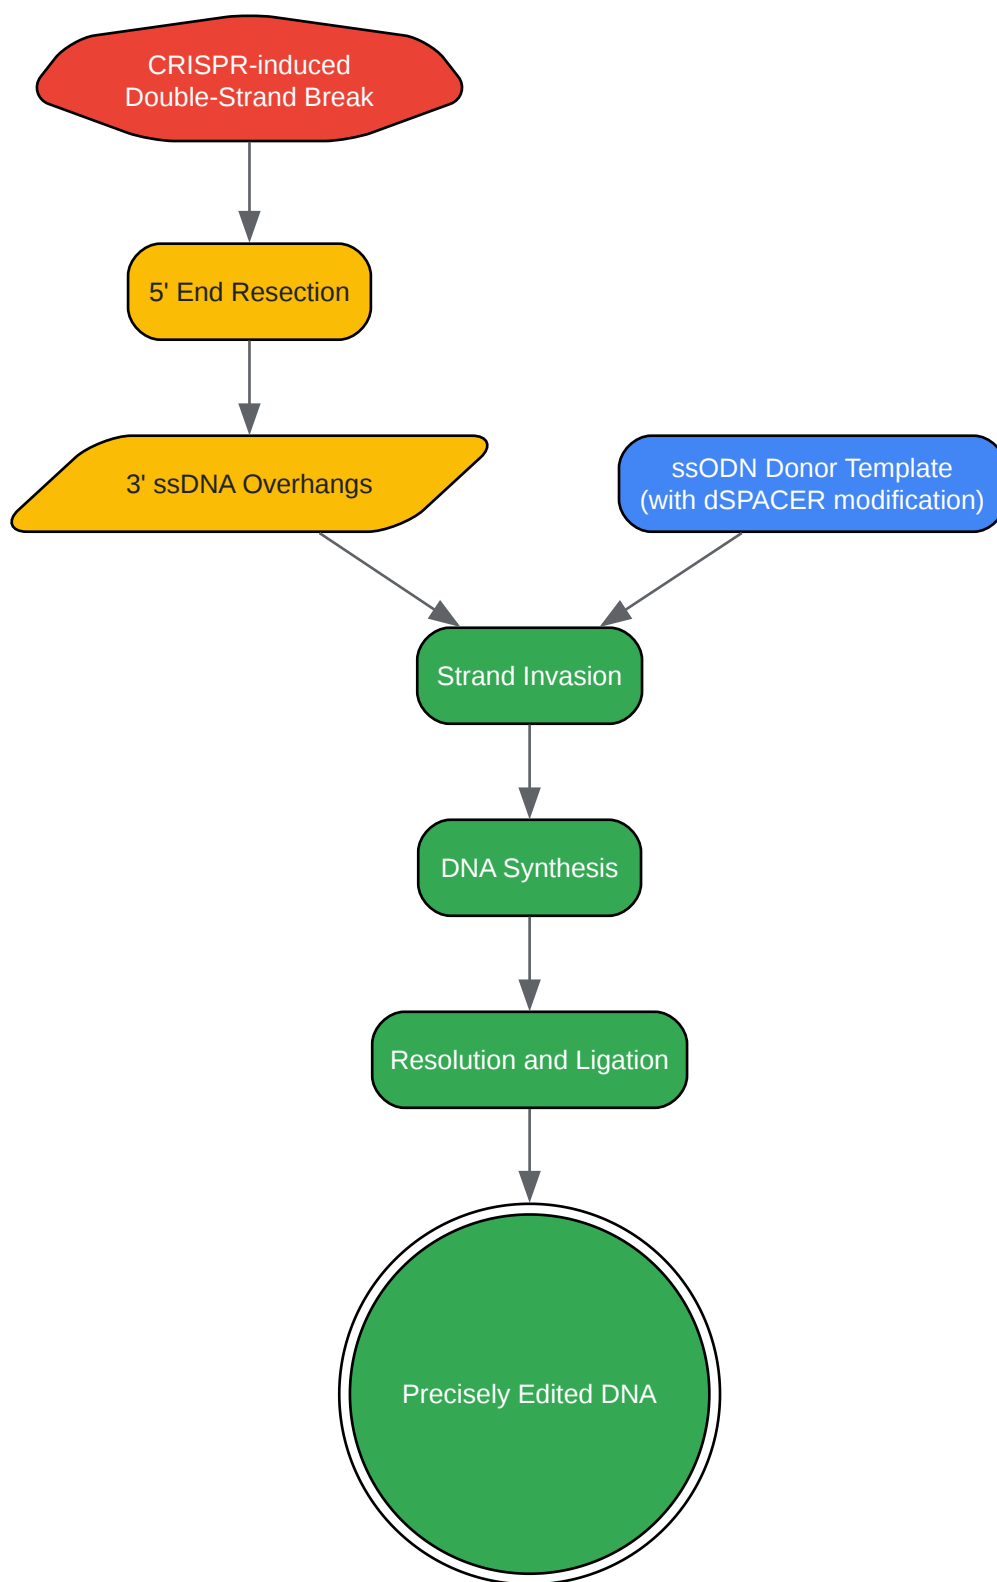 CRISPR-induced
Double-Strand Break
5' End Resection
3' ssDNA Overhangs
ssODN Donor Template
(with dSPACER modification)
Strand Invasion
DNA Synthesis
Resolution and Ligation
Precisely Edited DNA